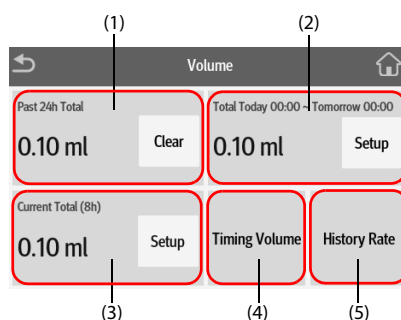 (1) (2)
Volume
Past 24h Total
0.10 ml Clear
Total Today 00:00 ~ Tomorrow 00:00
0.10 ml Setup
Current Total (8h)
0.10 ml Setup
Timing Volume
History Rate
(3) (4) (5)